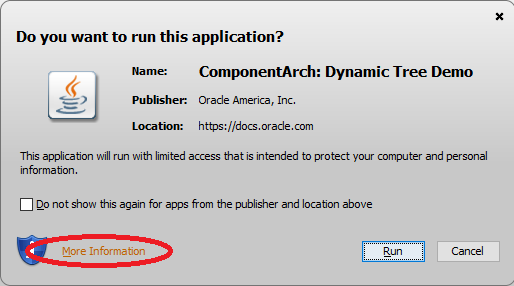 Do you want to run this application?
Name: ComponentArch: Dynamic Tree Demo
Publisher: Oracle America, Inc.
Location: https://docs.oracle.com
This application will run with limited access that is intended to protect your computer and personal
information.
Do not show this again for apps from the publisher and location above
More Information
Run
Cancel